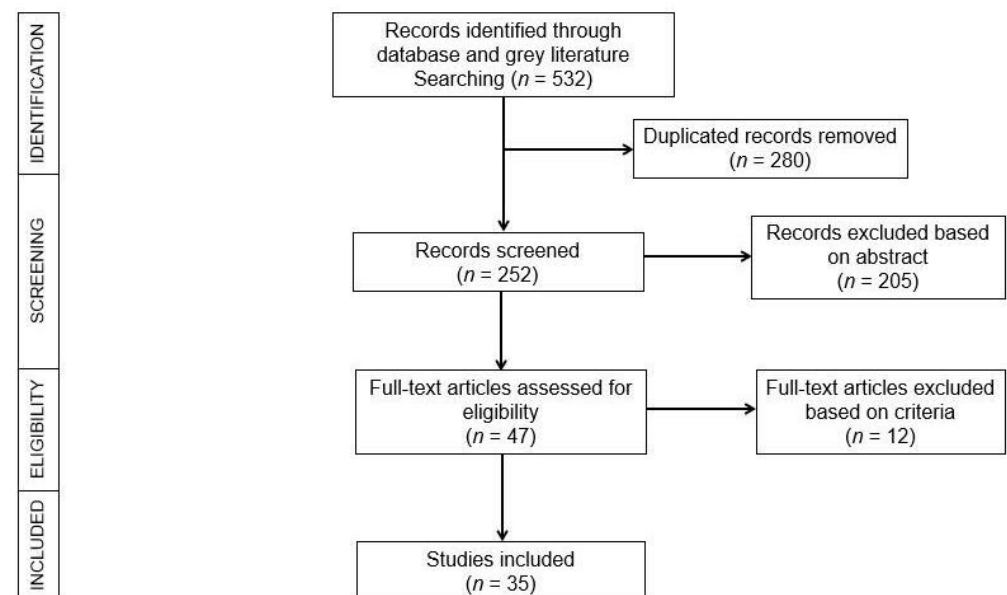 IDENTIFICATION
Records identified through
database and grey literature
Searching (n = 532)
Duplicated records removed
(n = 280)
SCREENING
Records screened
(n = 252)
Records excluded based
on abstract
(n = 205)
ELIGIBILITY
Full-text articles assessed for
eligibility
(n = 47)
Full-text articles excluded
based on criteria
(n = 12)
INCLUDED
Studies included
(n = 35)